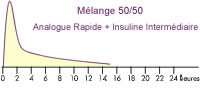 Mélange 50/50
Analogue Rapide + Insuline Intermédiaire
0 2 4 6 8 10 12 14 16 18 20 22 24 heures